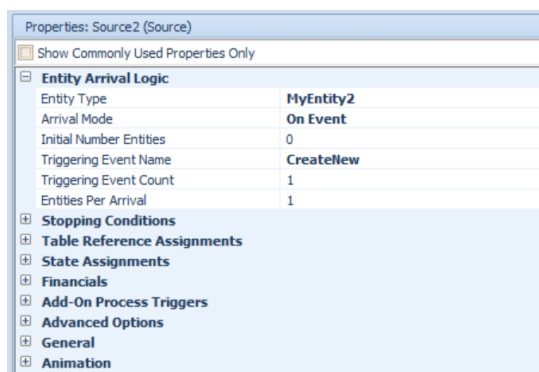 Properties: Source2 (Source)
Show Commonly Used Properties Only
Entity Arrival Logic
Entity Type MyEntity2
Arrival Mode On Event
Initial Number Entities 0
Triggering Event Name CreateNew
Triggering Event Count 1
Entities Per Arrival 1
Stopping Conditions
Table Reference Assignments
State Assignments
Financials
Add-On Process Triggers
Advanced Options
General
Animation